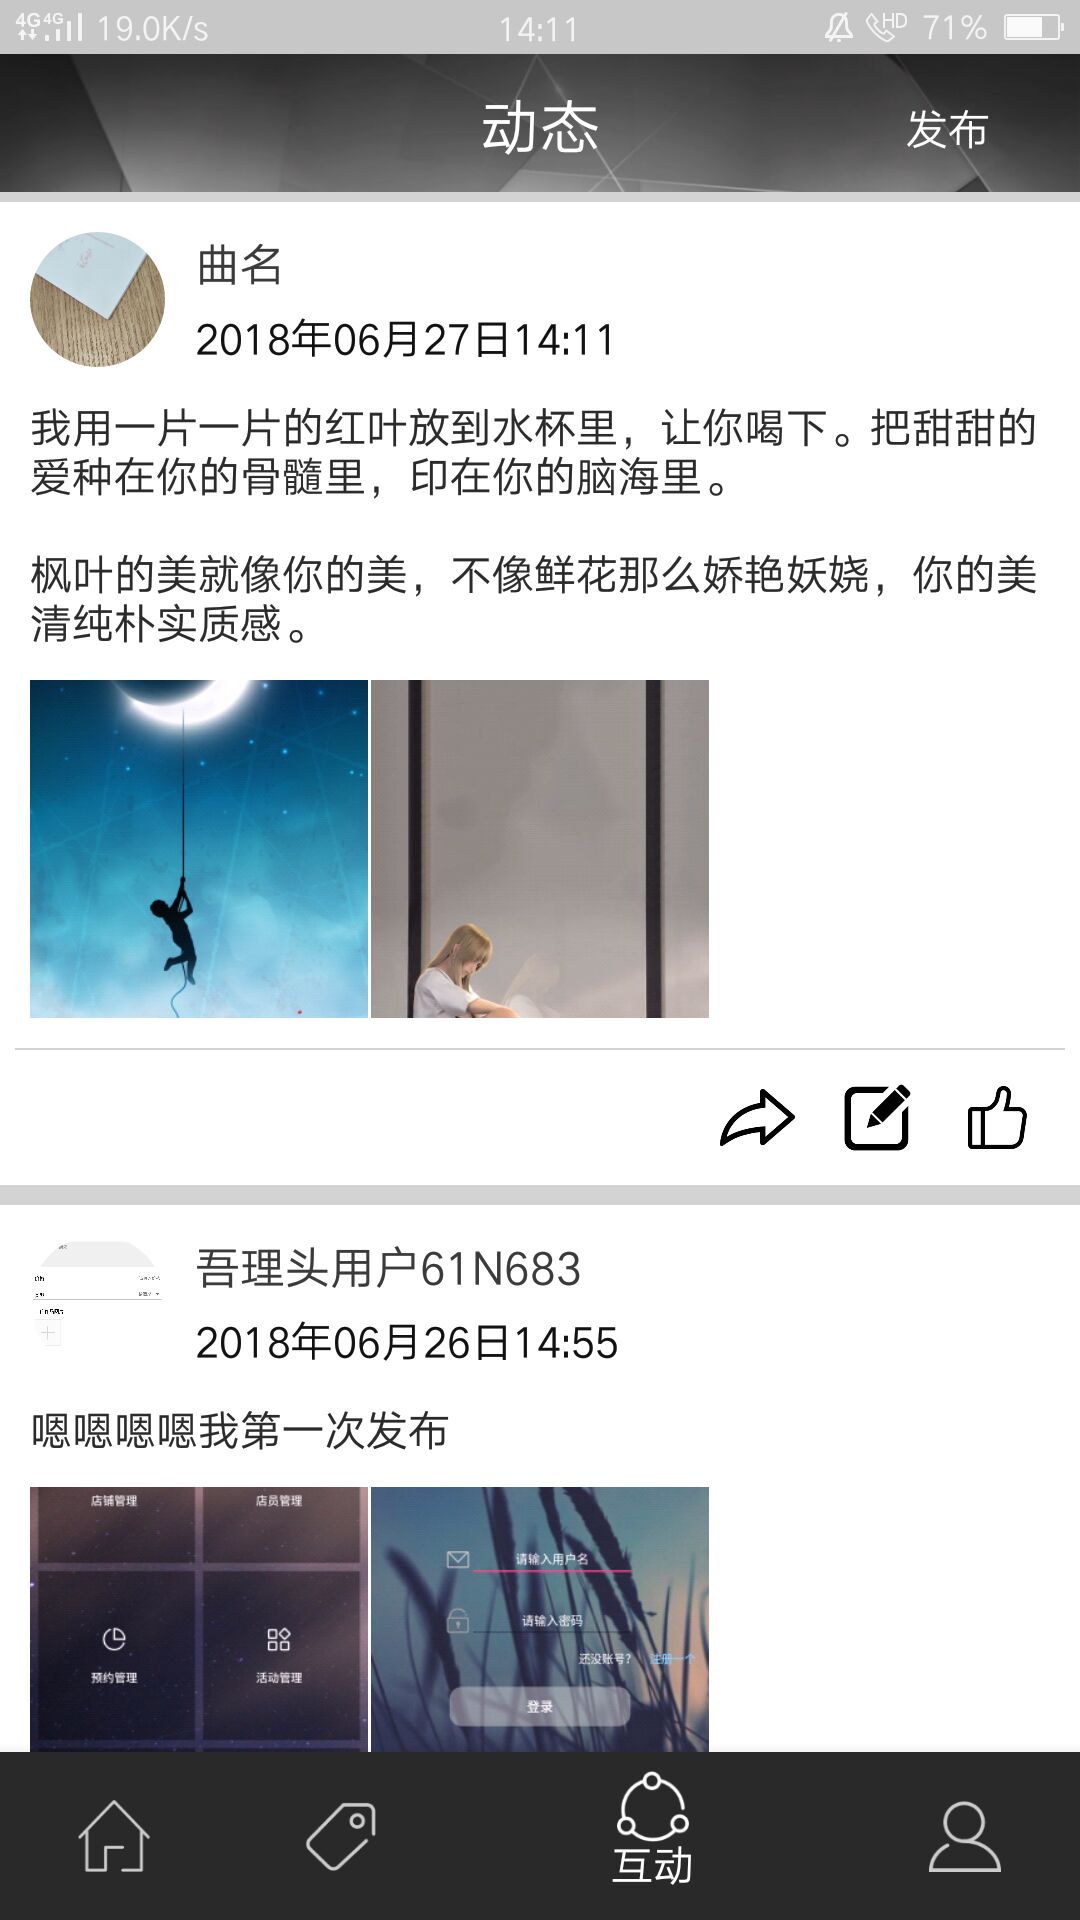 4G 4G 19.0K/s 14:11 HD 71%
动态 发布
曲名
2018年06月27日14:11
我用一片一片的红叶放到水杯里，让你喝下。把甜甜的
爱种在你的骨髓里，印在你的脑海里。
枫叶的美就像你的美，不像鲜花那么娇艳妖娆，你的美
清纯朴实质感。
吾理头用户61N683
2018年06月26日14:55
嗯嗯嗯嗯我第一次发布
店铺管理 店员管理
预约管理 活动管理
请输入用户名
请输入密码
还没账号？ 注册一个
登录
互动